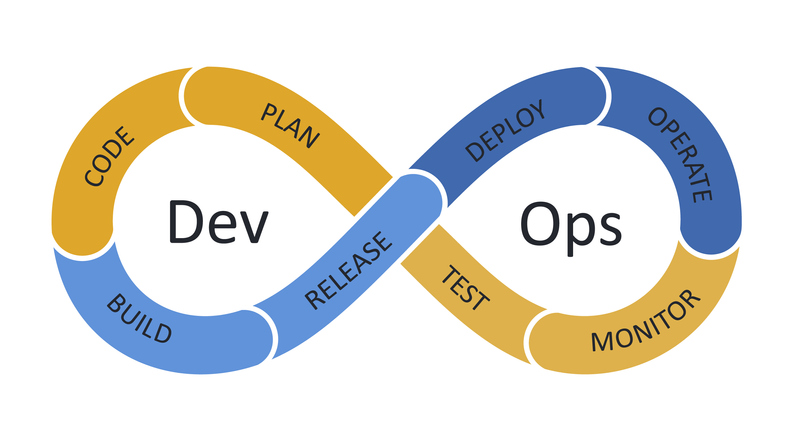 PLAN
CODE
BUILD
RELEASE
DEPLOY
OPERATE
MONITOR
TEST
Dev
Ops